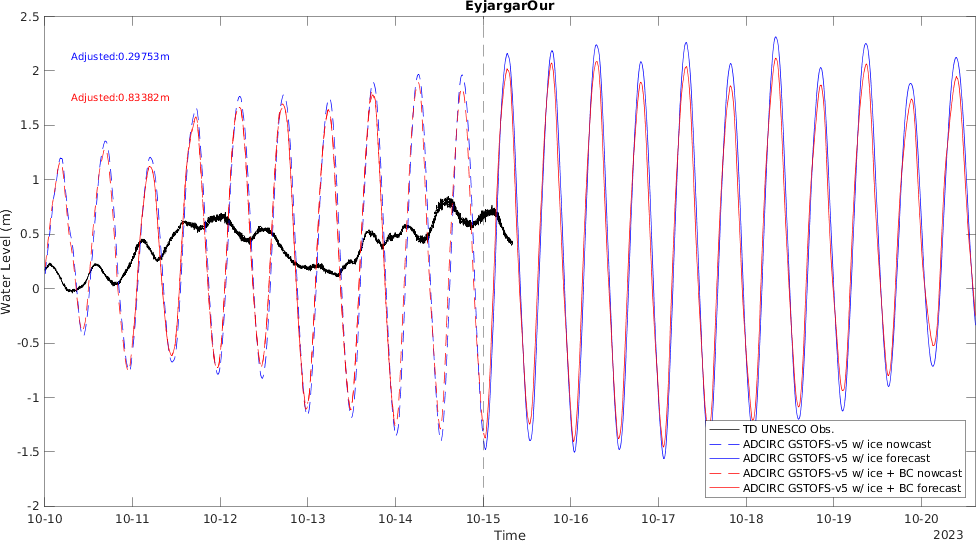 EyjargarOur
Adjusted:0.29753m
Adjusted:0.83382m
Water Level (m)
2.5
2
1.5
1
0.5
0
-0.5
-1
-1.5
-2
TD UNESCO Obs.
ADCIRC GSTOFS-v5 w/ ice nowcast
ADCIRC GSTOFS-v5 w/ ice forecast
ADCIRC GSTOFS-v5 w/ ice + BC nowcast
ADCIRC GSTOFS-v5 w/ ice + BC forecast
10-10 10-11 10-12 10-13 10-14 10-15 10-16 10-17 10-18 10-19 10-20
Time
2023